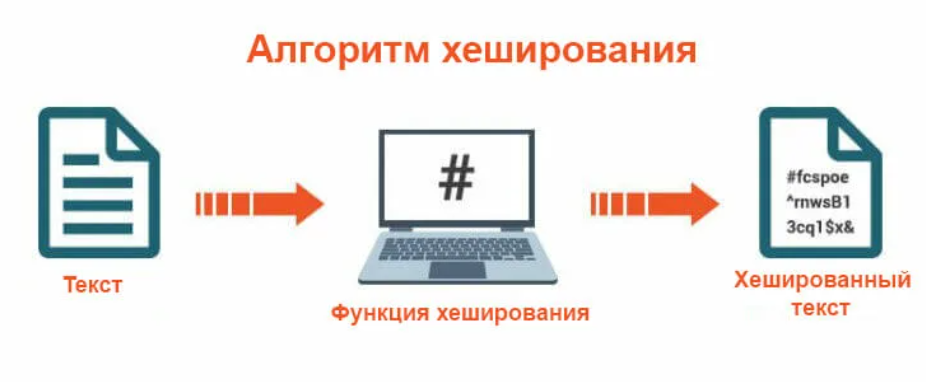 Алгоритм хеширования
#
#fcspoe
^rnwsB1
3cq1$x&
Текст
Функция хеширования
Хешированный
текст